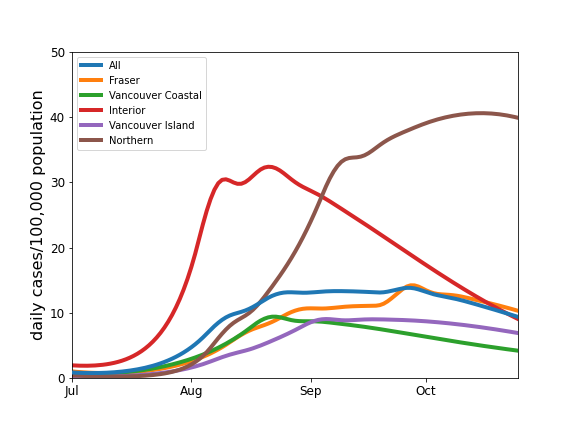 daily cases/100,000 population
50
40
30
20
10
0
All
Fraser
Vancouver Coastal
Interior
Vancouver Island
Northern
Jul Aug Sep Oct